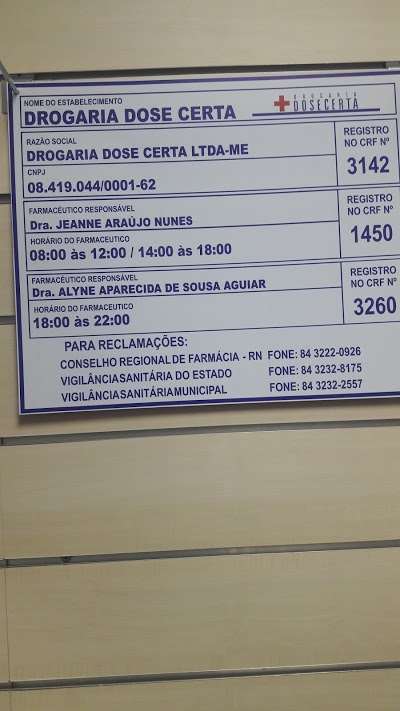 NOME DO ESTABELECIMENTO
DROGARIA DOSE CERTA
DROGARIA
DOSECERTA
RAZÃO SOCIAL
DROGARIA DOSE CERTA LTDA-ME
REGISTRO
NO CRF Nº
3142
CNPJ
08.419.044/0001-62
FARMACÊUTICO RESPONSÁVEL
Dra. JEANNE ARAÚJO NUNES
REGISTRO
NO CRF Nº
1450
HORÁRIO DO FARMACEUTICO
08:00 às 12:00 / 14:00 às 18:00
FARMACÊUTICO RESPONSÁVEL
Dra. ALYNE APARECIDA DE SOUSA AGUIAR
REGISTRO
NO CRF Nº
3260
HORÁRIO DO FARMACEUTICO
18:00 às 22:00
PARA RECLAMAÇÕES:
CONSELHO REGIONAL DE FARMÁCIA - RN FONE: 84 3222-0926
VIGILÂNCIA SANITÁRIA DO ESTADO FONE: 84 3232-8175
VIGILÂNCIA SANITÁRIA MUNICIPAL FONE: 84 3232-2557